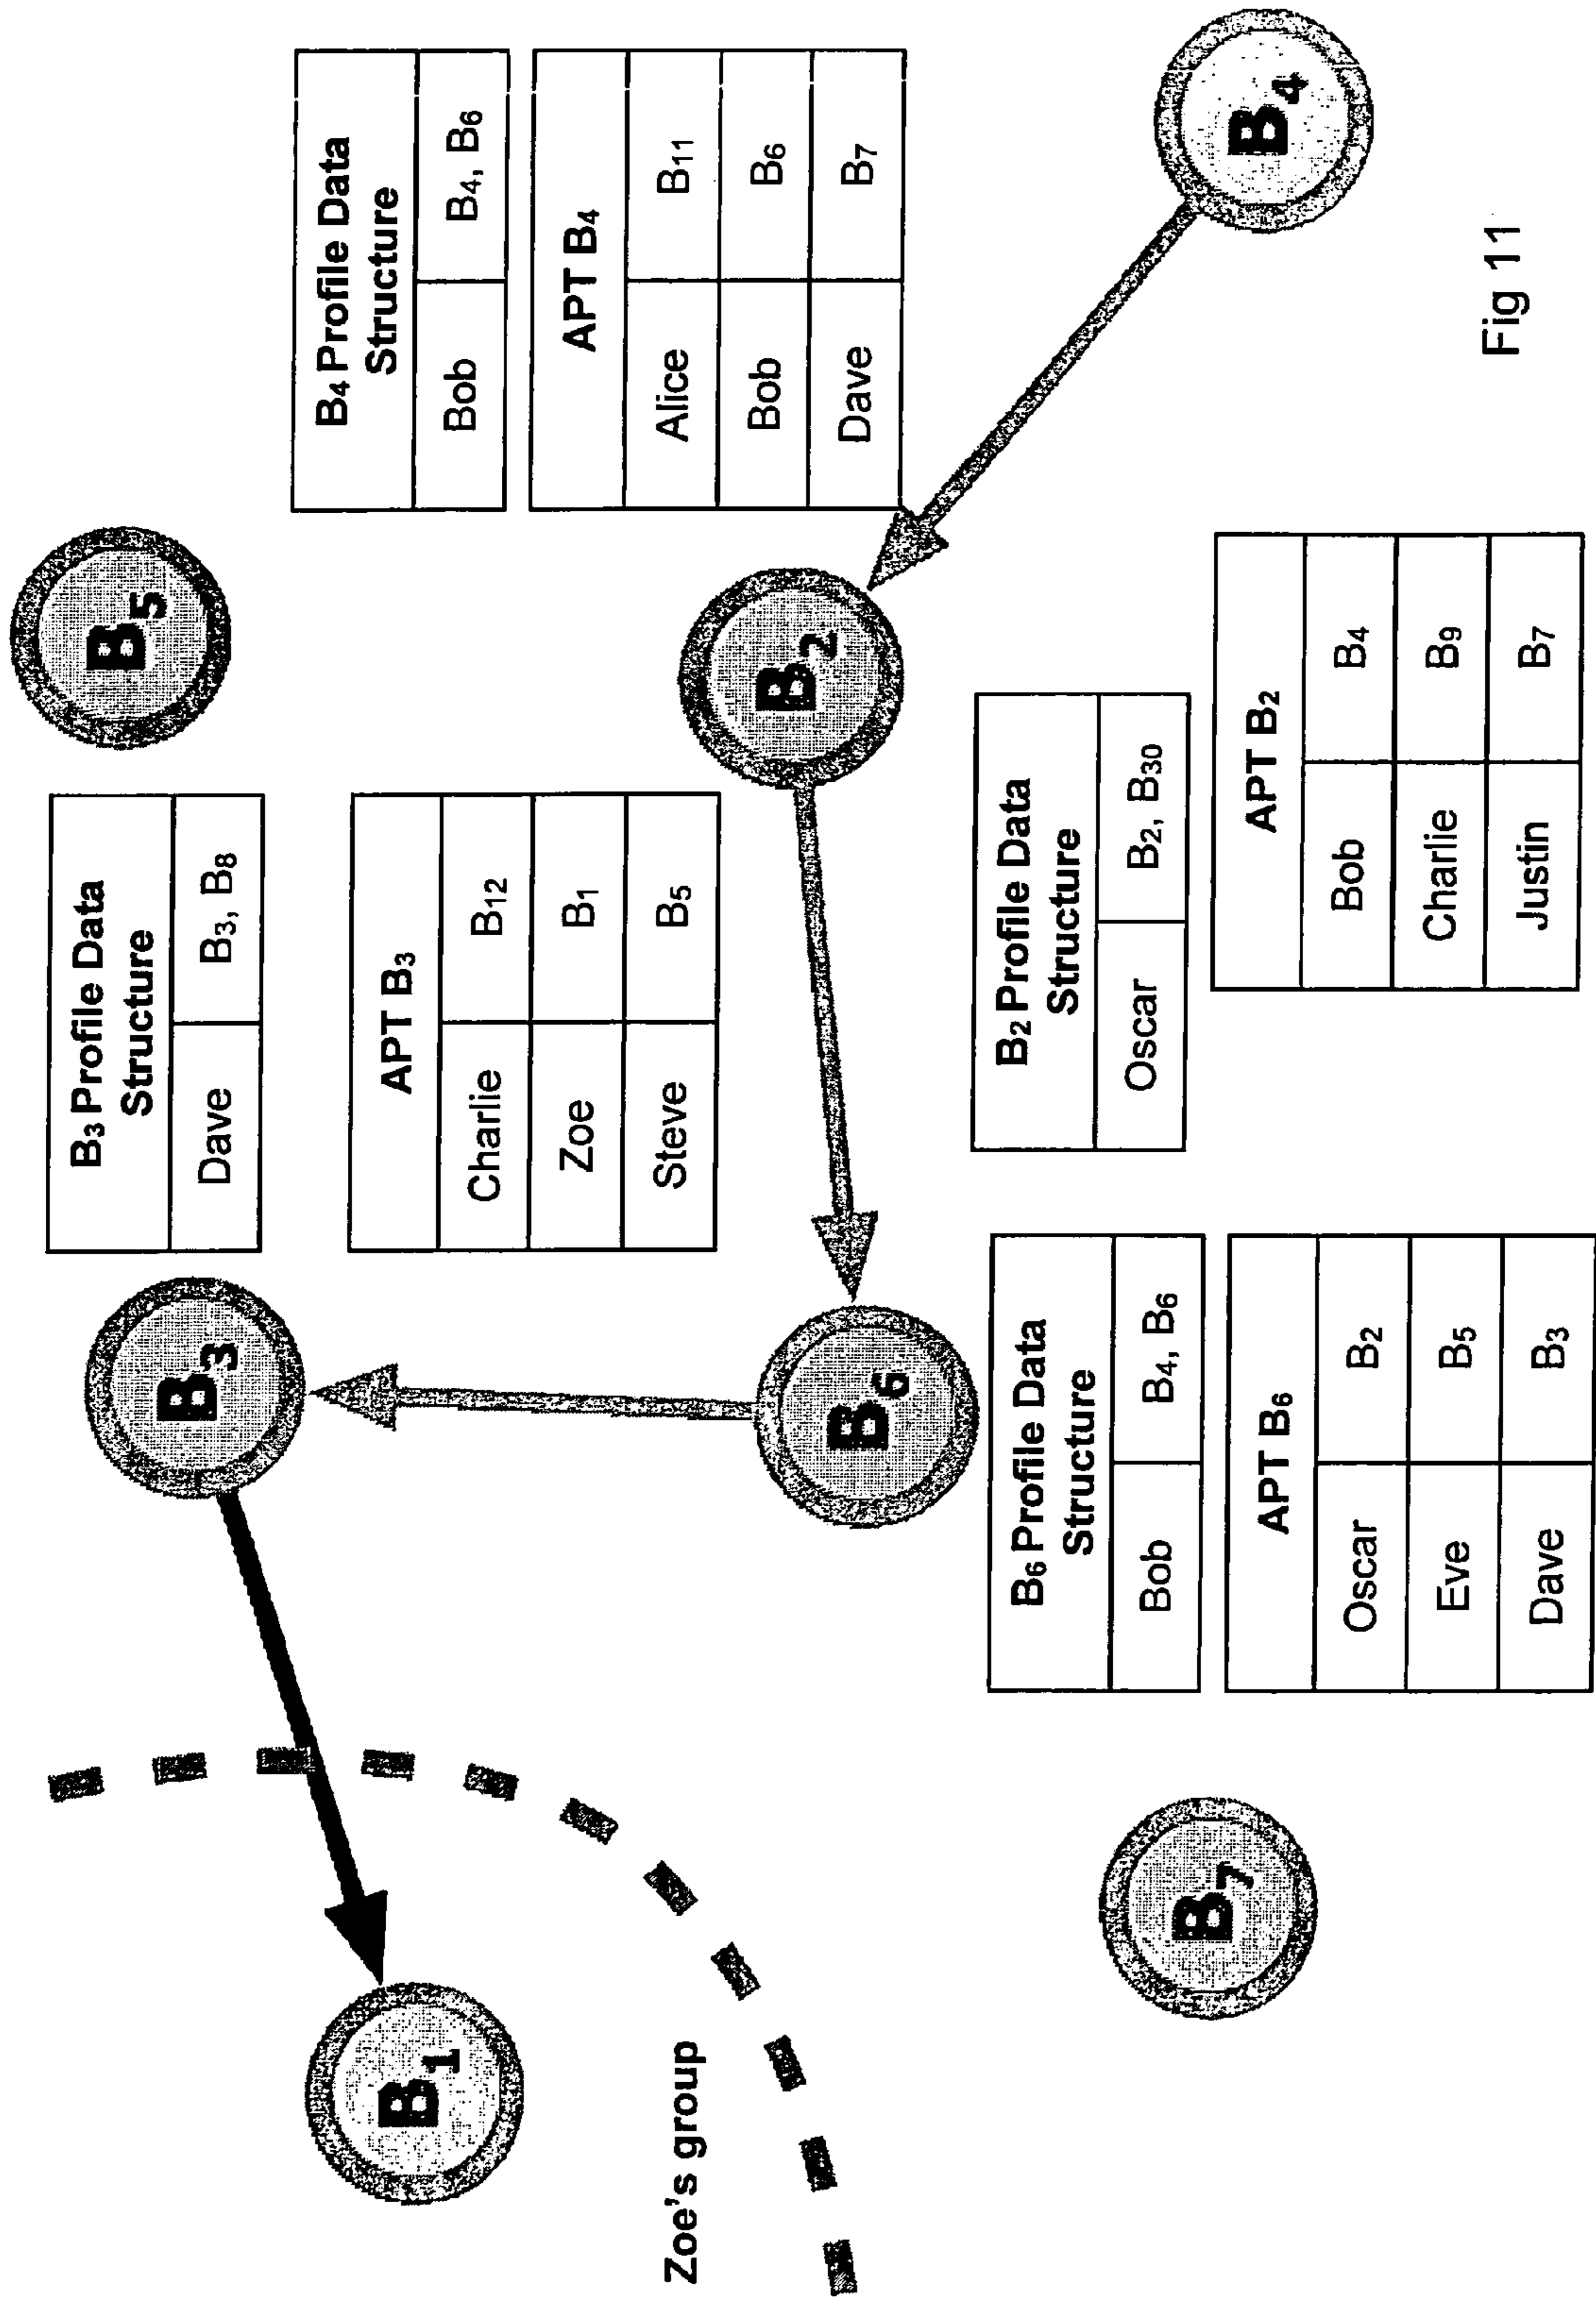 B1
Zoe's group
B3
B3 Profile Data
Structure
Dave B3, B8
APT B3
Charlie B12
Zoe B1
Steve B5
B5
B4 Profile Data
Structure
Bob B4, B6
APT B4
Alice B11
Bob B6
Dave B7
B6
B2
B7
B6 Profile Data
Structure
Bob B4, B6
APT B6
Oscar B2
Eve B5
Dave B3
B2 Profile Data
Structure
Oscar B2, B30
APT B2
Bob B4
Charlie B9
Justin B7
B4
Fig 11